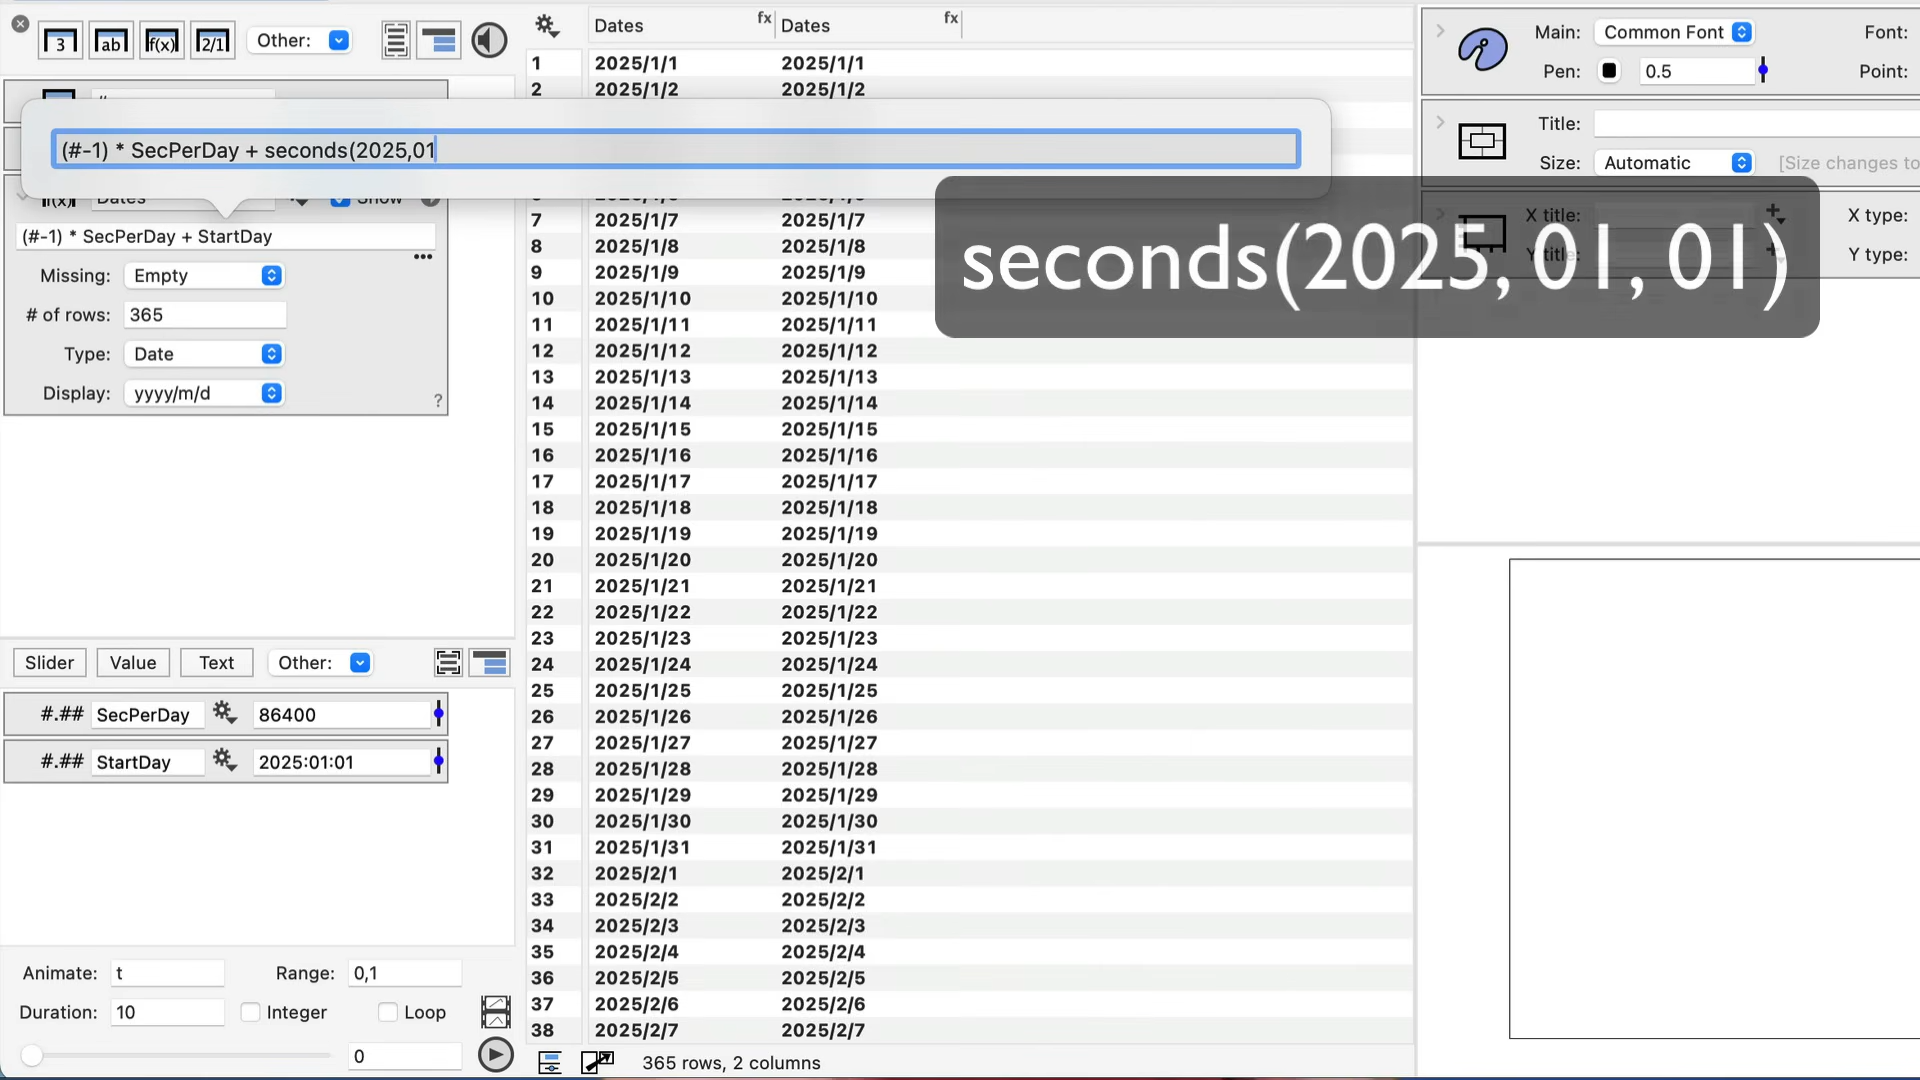 3 ab f(x) 2/1 Other:
(#-1) * SecPerDay + seconds(2025,01
Dates Show
(#-1) * SecPerDay + StartDay
Missing: Empty
# of rows: 365
Type: Date
Display: yyyy/m/d ?
Slider Value Text Other:
#.## SecPerDay 86400
#.## StartDay 2025:01:01
Animate: t Range: 0,1
Duration: 10 Integer Loop
0
Dates fx Dates fx
1 2025/1/1 2025/1/1
2 2025/1/2 2025/1/2
7 2025/1/7 2025/1/7
8 2025/1/8 2025/1/8
9 2025/1/9 2025/1/9
10 2025/1/10 2025/1/10
11 2025/1/11 2025/1/11
12 2025/1/12 2025/1/12
13 2025/1/13 2025/1/13
14 2025/1/14 2025/1/14
15 2025/1/15 2025/1/15
16 2025/1/16 2025/1/16
17 2025/1/17 2025/1/17
18 2025/1/18 2025/1/18
19 2025/1/19 2025/1/19
20 2025/1/20 2025/1/20
21 2025/1/21 2025/1/21
22 2025/1/22 2025/1/22
23 2025/1/23 2025/1/23
24 2025/1/24 2025/1/24
25 2025/1/25 2025/1/25
26 2025/1/26 2025/1/26
27 2025/1/27 2025/1/27
28 2025/1/28 2025/1/28
29 2025/1/29 2025/1/29
30 2025/1/30 2025/1/30
31 2025/1/31 2025/1/31
32 2025/2/1 2025/2/1
33 2025/2/2 2025/2/2
34 2025/2/3 2025/2/3
35 2025/2/4 2025/2/4
36 2025/2/5 2025/2/5
37 2025/2/6 2025/2/6
38 2025/2/7 2025/2/7
365 rows, 2 columns
Main: Common Font Font:
Pen: 0.5 Point:
Title:
Size: Automatic [Size changes to
X title: X type:
Y title: Y type:
seconds(2025, 01, 01)